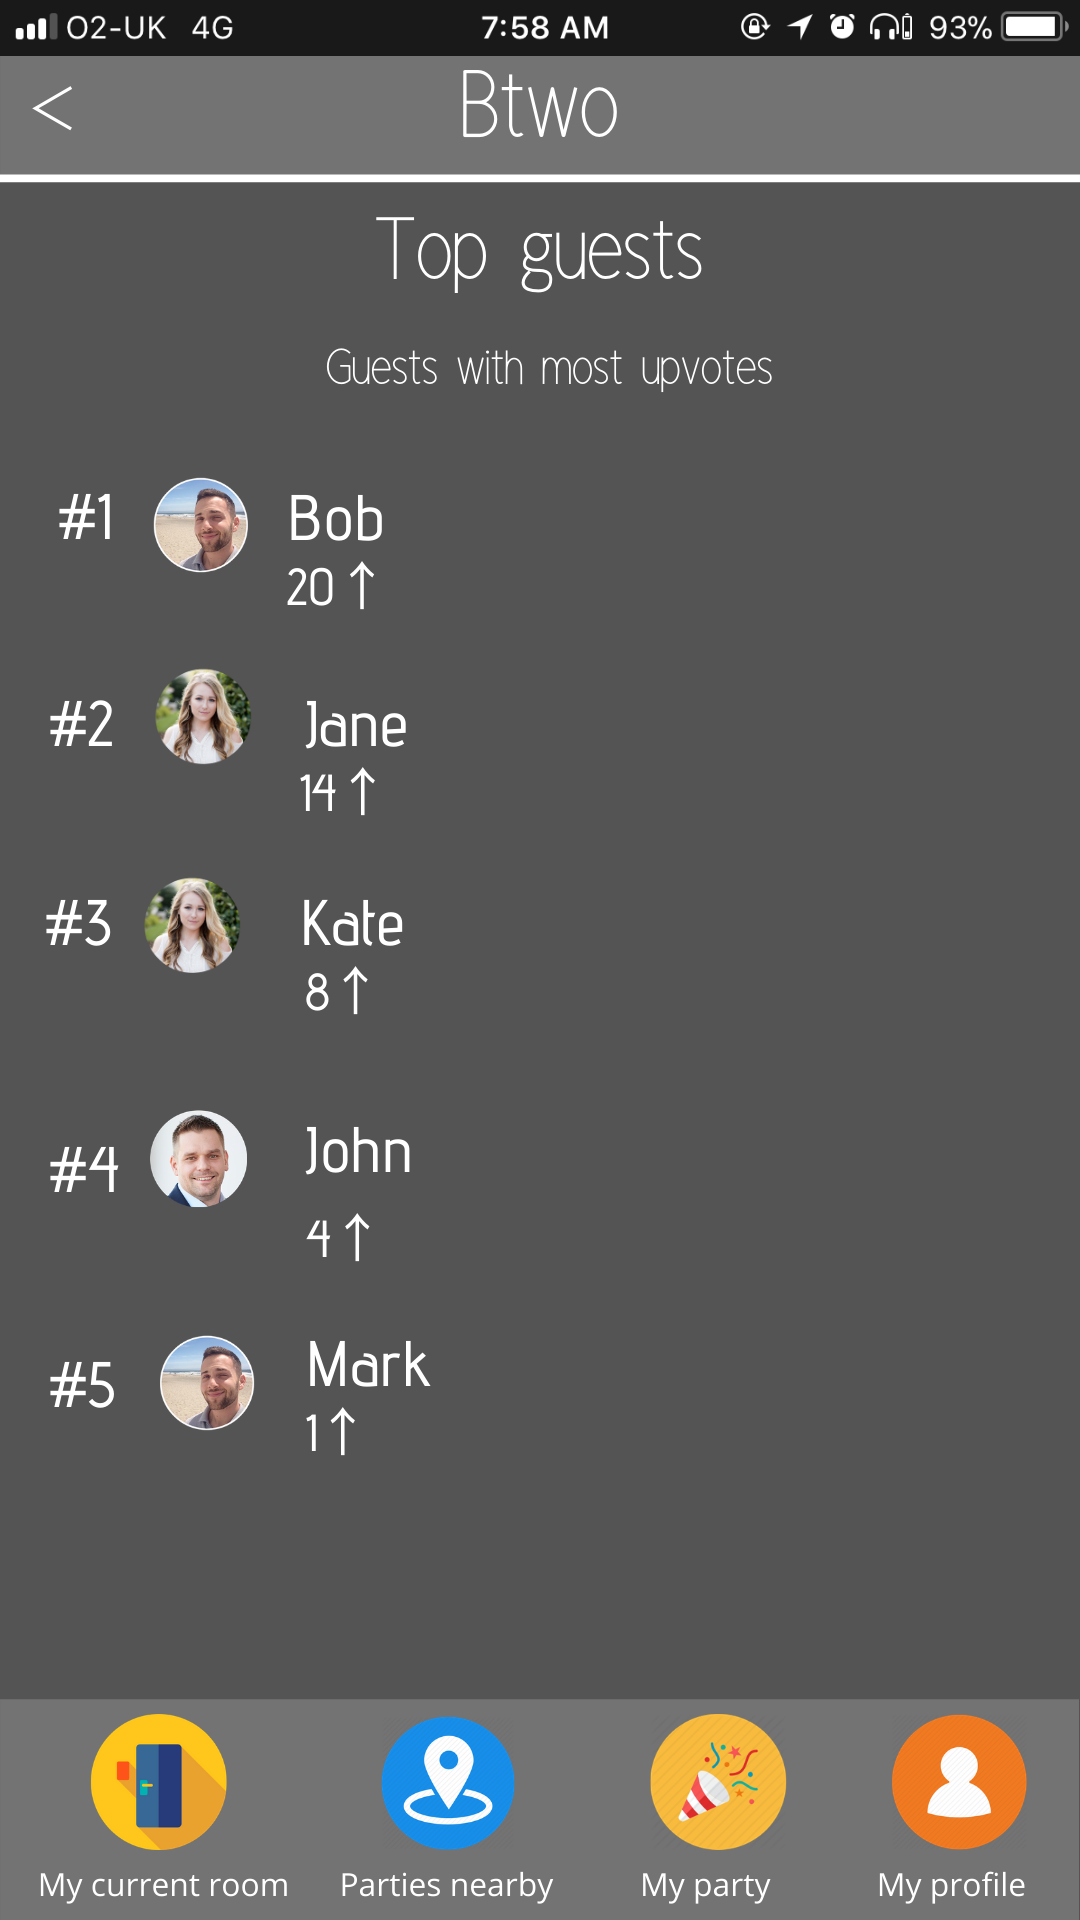 O2-UK 4G 7:58 AM 93%
< Btwo
Top guests
Guests with most upvotes
#1 Bob
20 ↑
#2 Jane
14 ↑
#3 Kate
8 ↑
#4 John
4 ↑
#5 Mark
1 ↑
My current room Parties nearby My party My profile